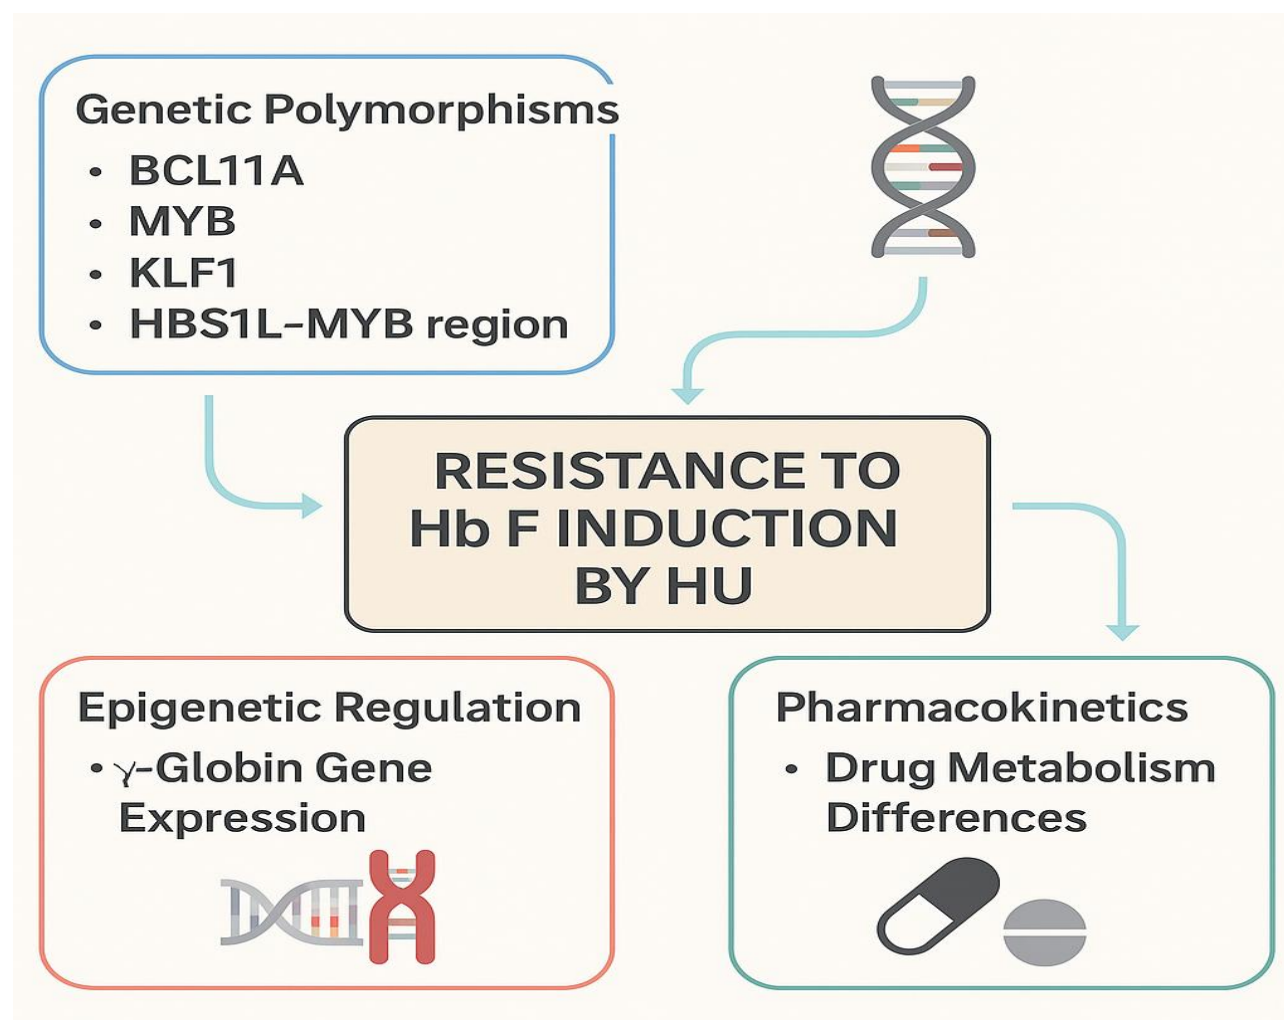 Genetic Polymorphisms
• BCL11A
• MYB
• KLF1
• HBS1L-MYB region
RESISTANCE TO
Hb F INDUCTION
BY HU
Epigenetic Regulation
• γ-Globin Gene
Expression
Pharmacokinetics
• Drug Metabolism
Differences